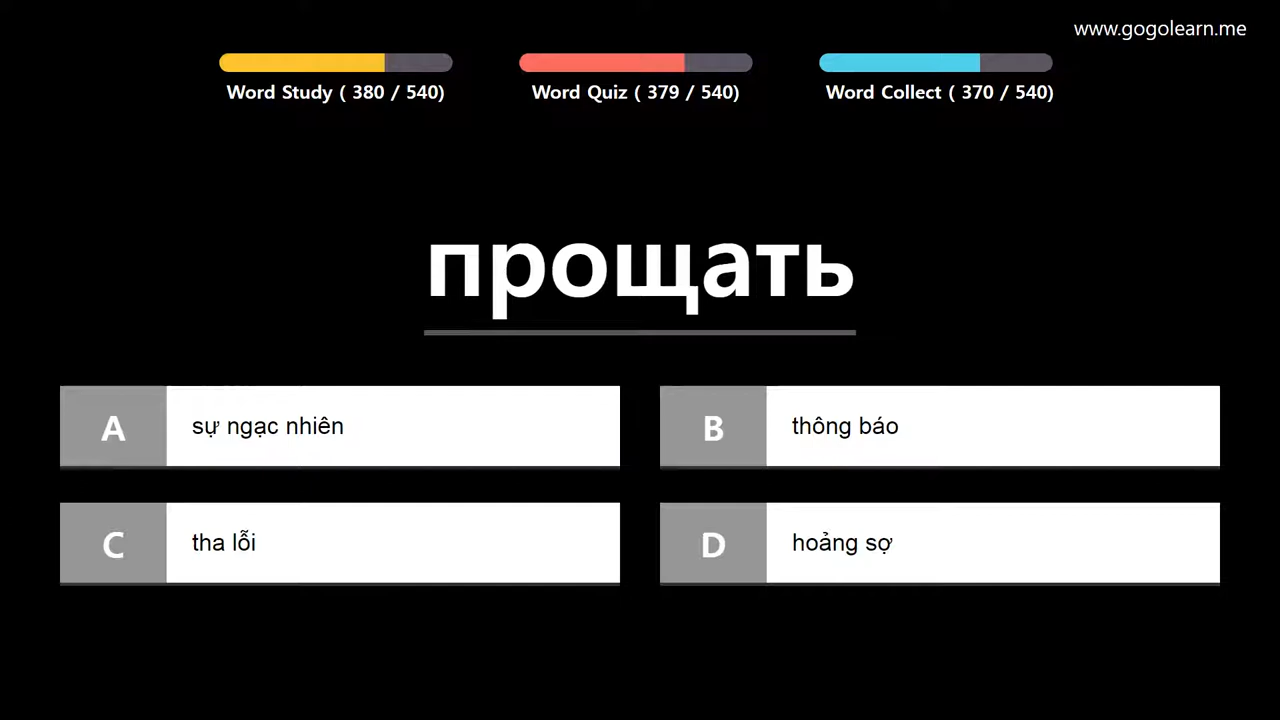 www.gogolearn.me
Word Study ( 380 / 540)
Word Quiz ( 379 / 540)
Word Collect ( 370 / 540)
прощать
A
sự ngạc nhiên
B
thông báo
C
tha lỗi
D
hoảng sợ